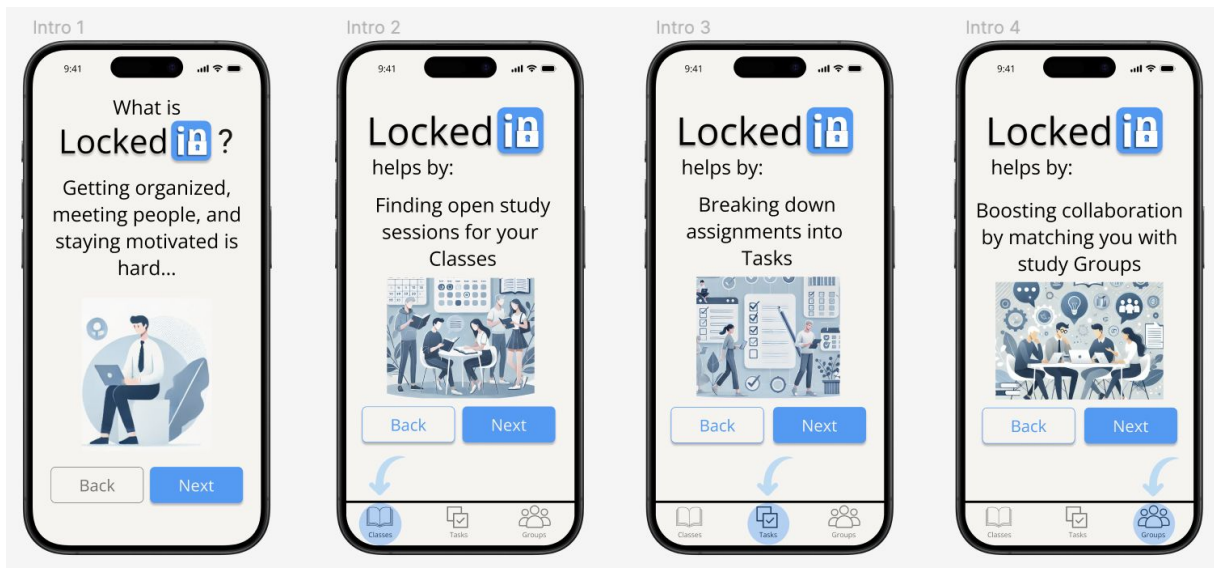 Intro 1
9:41
What is
Locked in ?
Getting organized,
meeting people, and
staying motivated is
hard...
Back
Next
Intro 2
9:41
Locked in
helps by:
Finding open study
sessions for your
Classes
Back
Next
Classes
Tasks
Groups
Intro 3
9:41
Locked in
helps by:
Breaking down
assignments into
Tasks
Back
Next
Classes
Tasks
Groups
Intro 4
9:41
Locked in
helps by:
Boosting collaboration
by matching you with
study Groups
Back
Next
Classes
Tasks
Groups